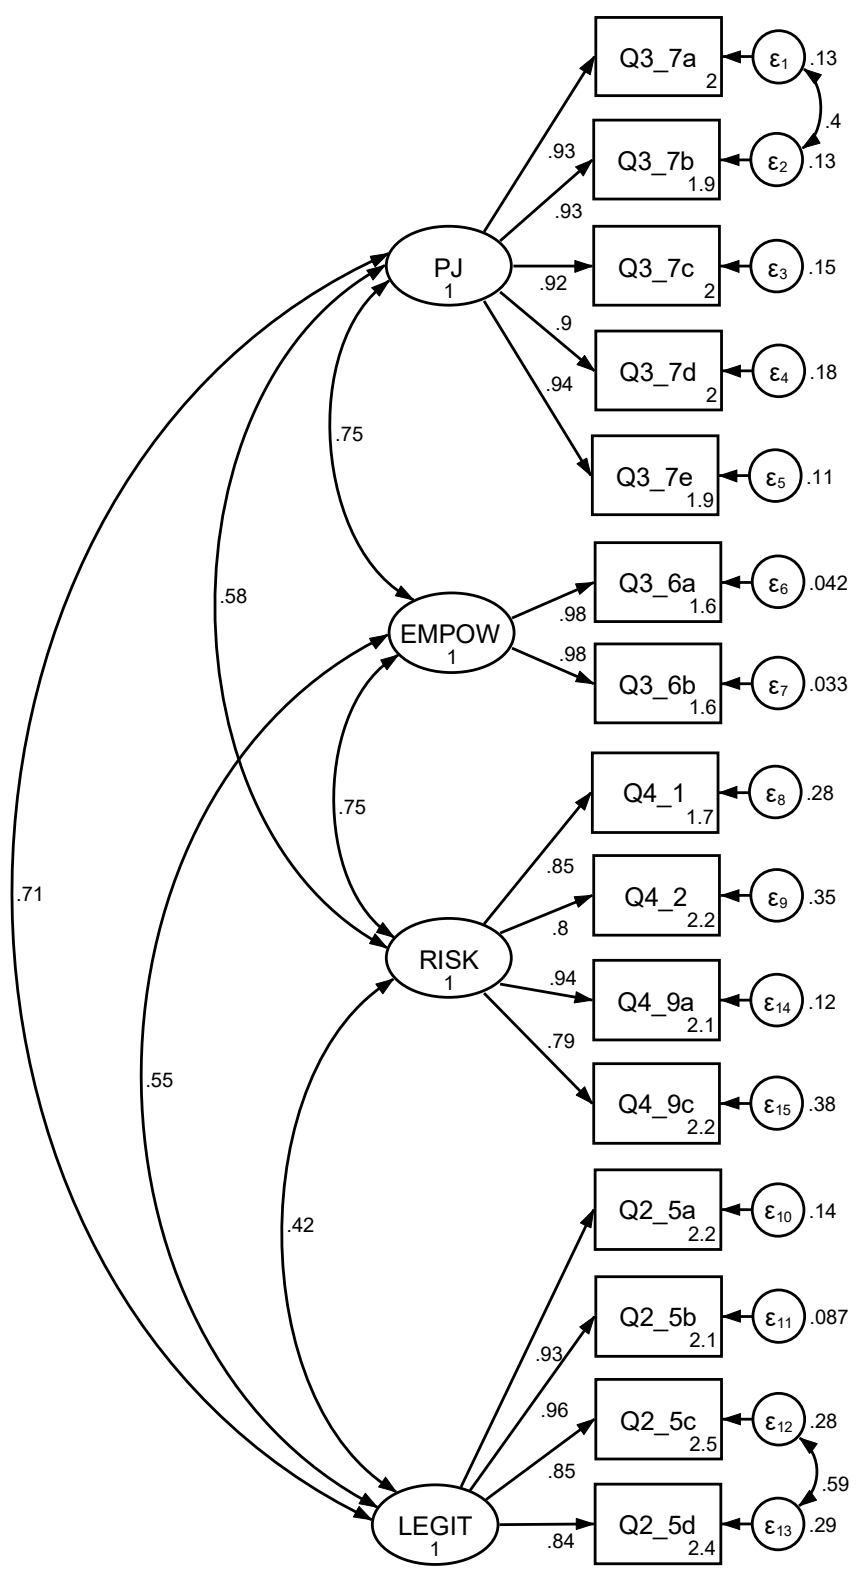 Q3_7a
2
ε1
.13
.4
.93
Q3_7b
1.9
ε2
.13
.93
PJ
1
Q3_7c
2
ε3
.15
.92
.9
Q3_7d
2
ε4
.18
.94
.75
Q3_7e
1.9
ε5
.11
Q3_6a
1.6
ε6
.042
.58
.98
EMPOW
1
.98
Q3_6b
1.6
ε7
.033
Q4_1
1.7
ε8
.28
.75
.85
.71
Q4_2
2.2
ε9
.35
.8
RISK
1
.94
Q4_9a
2.1
ε14
.12
.79
.55
Q4_9c
2.2
ε15
.38
Q2_5a
2.2
ε10
.14
.42
Q2_5b
2.1
ε11
.087
.93
.96
Q2_5c
2.5
ε12
.28
.85
.59
LEGIT
1
.84
Q2_5d
2.4
ε13
.29